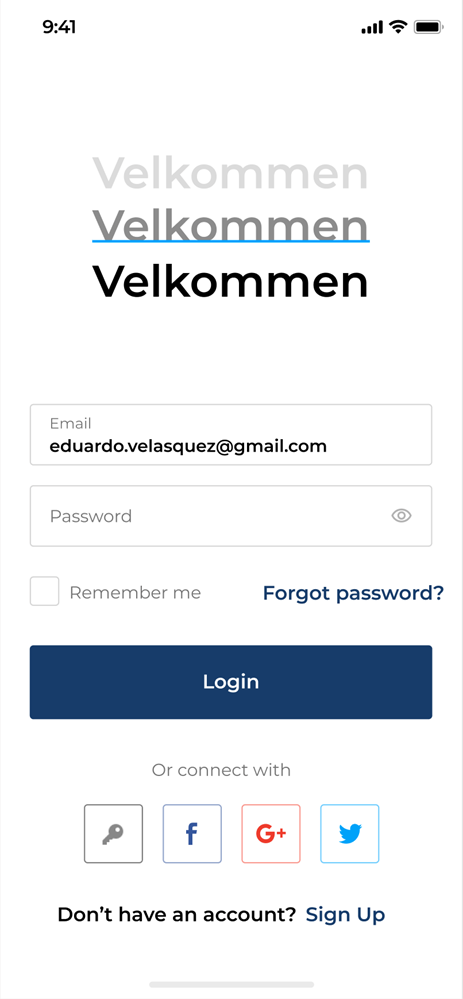 9:41
Velkommen
Velkommen
Velkommen
Email
eduardo.velasquez@gmail.com
Password
Remember me Forgot password?
Login
Or connect with
f G+
Don’t have an account? Sign Up